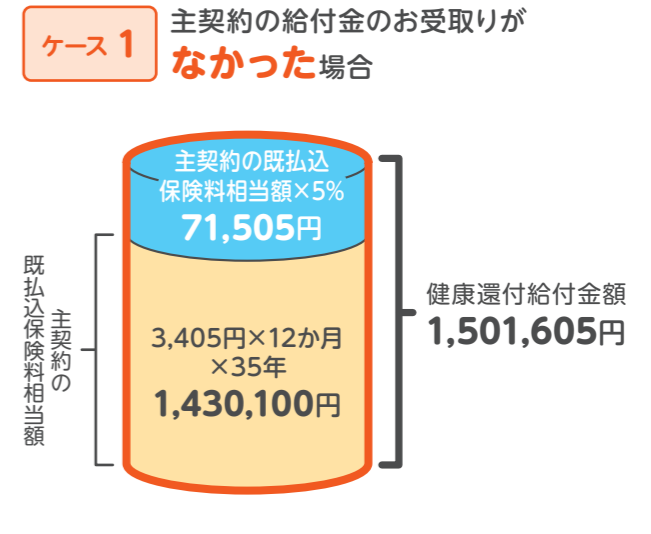 ケース 1
主契約の給付金のお受取りが
なかった場合
主契約の既払込
保険料相当額×5%
71,505円
主契約の
既払込保険料相当額
3,405円×12か月
×35年
1,430,100円
健康還付給付金額
1,501,605円